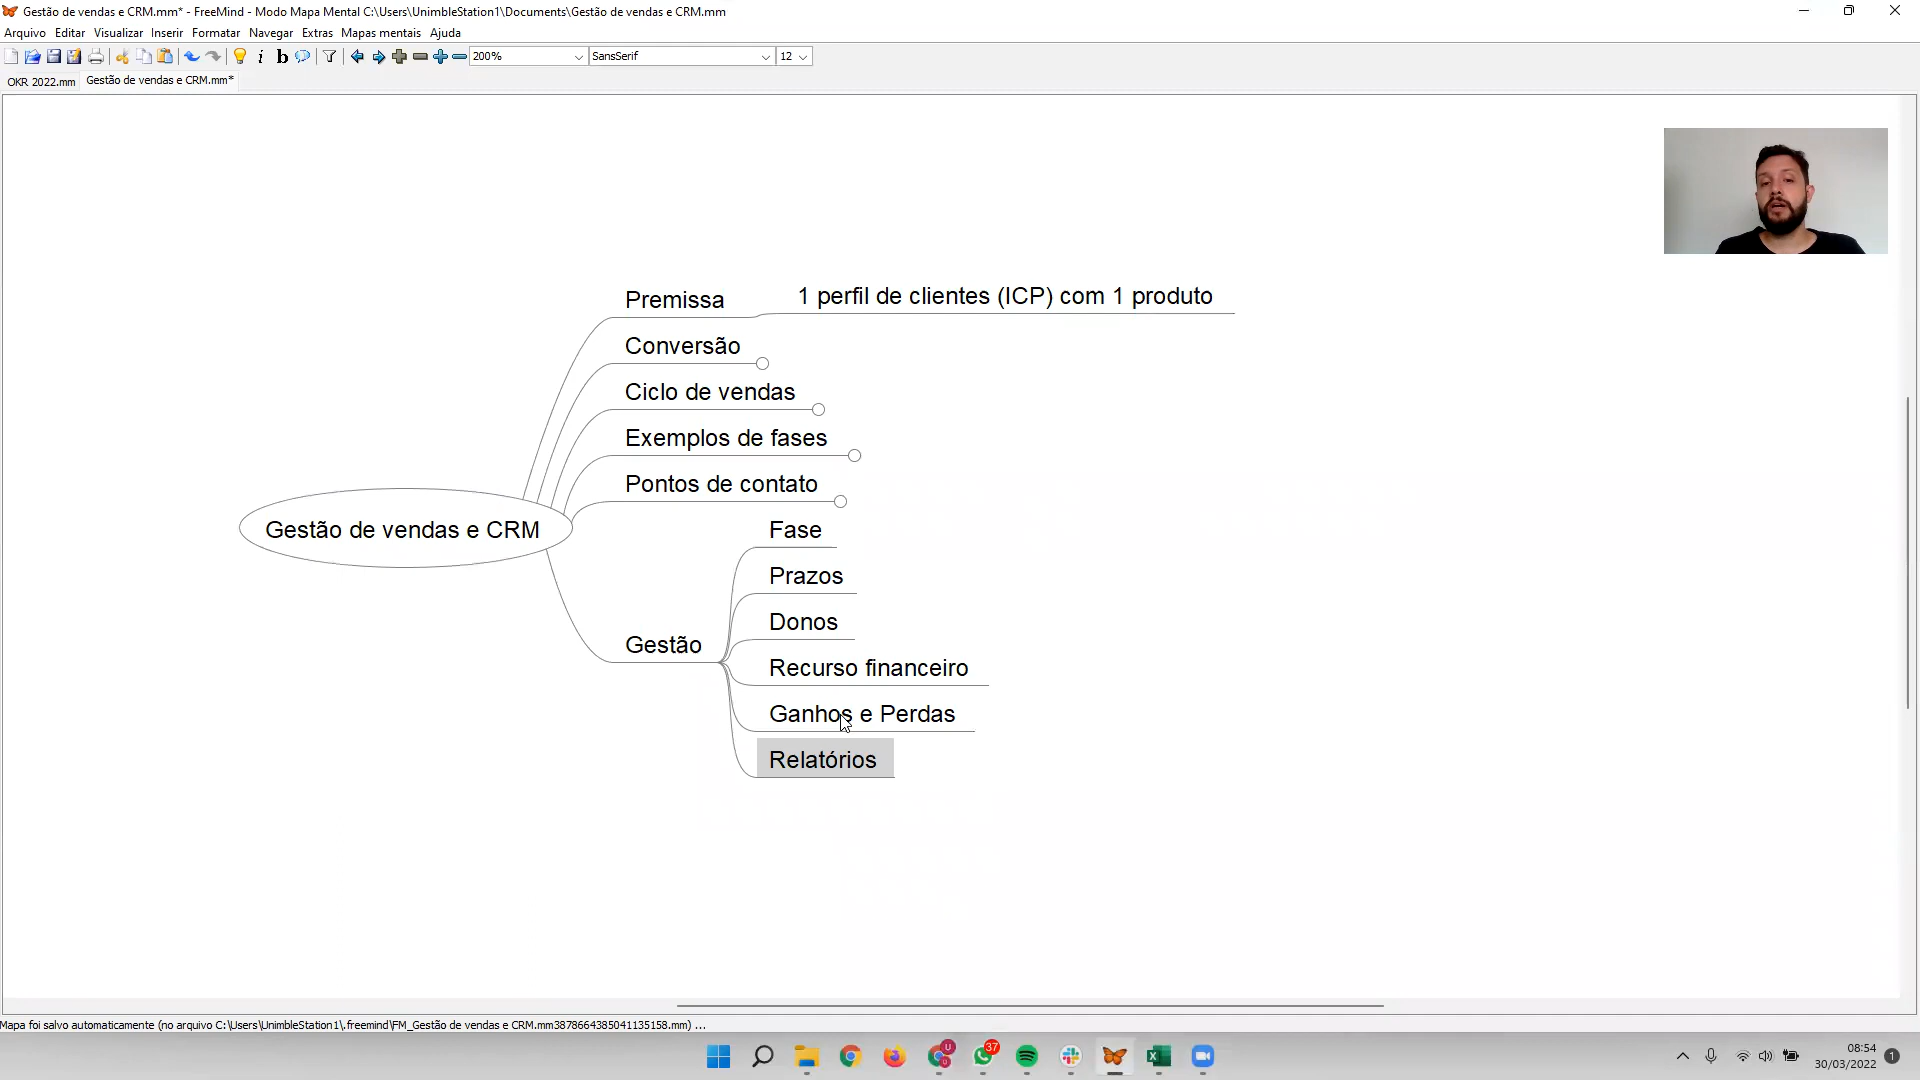 Gestão de vendas e CRM.mm* - FreeMind - Modo Mapa Mental C:\Users\UnimbleStation1\Documents\Gestão de vendas e CRM.mm
Arquivo Editar Visualizar Inserir Formatar Navegar Extras Mapas mentais Ajuda
i b 200% SansSerif 12
OKR 2022.mm Gestão de vendas e CRM.mm*
Premissa
1 perfil de clientes (ICP) com 1 produto
Conversão
Ciclo de vendas
Exemplos de fases
Pontos de contato
Gestão de vendas e CRM
Gestão
Fase
Prazos
Donos
Recurso financeiro
Ganhos e Perdas
Relatórios
Mapa foi salvo automaticamente (no arquivo C:\Users\UnimbleStation1\.freemind\FM_Gestão de vendas e CRM.mm3878664385041135158.mm) ...
U
37
08:54
30/03/2022
1